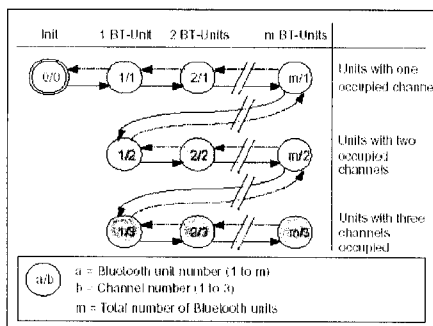 Init 1 BT-Unit 2 BT-Units m BT-Units
0/0 1/1 2/1 m/1
Units with one
occupied channel
1/2 2/2 m/2
Units with two
occupied
channels
1/3 2/3 m/3
Units with three
channels
occupied
a/b
a = Bluetooth unit number (1 to m)
b = Channel number (1 to 3)
m = Total number of Bluetooth units